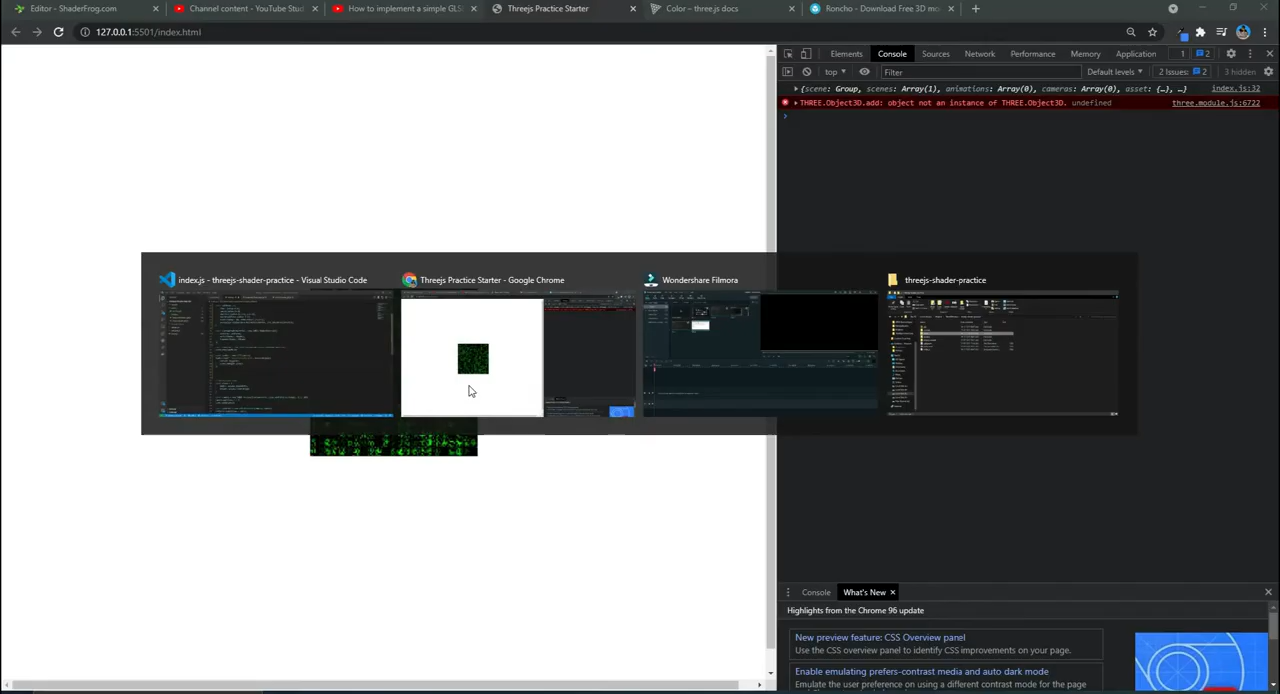 Editor - ShaderFrog.com
Channel content - YouTube Stud
How to implement a simple GLS
Threejs Practice Starter
Color – three.js docs
Roncho - Download Free 3D mo
127.0.0.1:5501/index.html
Elements
Console
Sources
Network
Performance
Memory
Application
1
2
top
Filter
Default levels
2 Issues:
2
3 hidden
{scene: Group, scenes: Array(1), animations: Array(0), cameras: Array(0), asset: {…}, …}
index.js:32
THREE.Object3D.add: object not an instance of THREE.Object3D. undefined
three.module.js:6722
index.js - threejs-shader-practice - Visual Studio Code
Threejs Practice Starter - Google Chrome
Wondershare Filmora
threejs-shader-practice
Console
What's New
Highlights from the Chrome 96 update
New preview feature: CSS Overview panel
Use the CSS overview panel to identify CSS improvements on your page.
Enable emulating prefers-contrast media and auto dark mode
Emulate the user preference on using a different contrast mode for the page